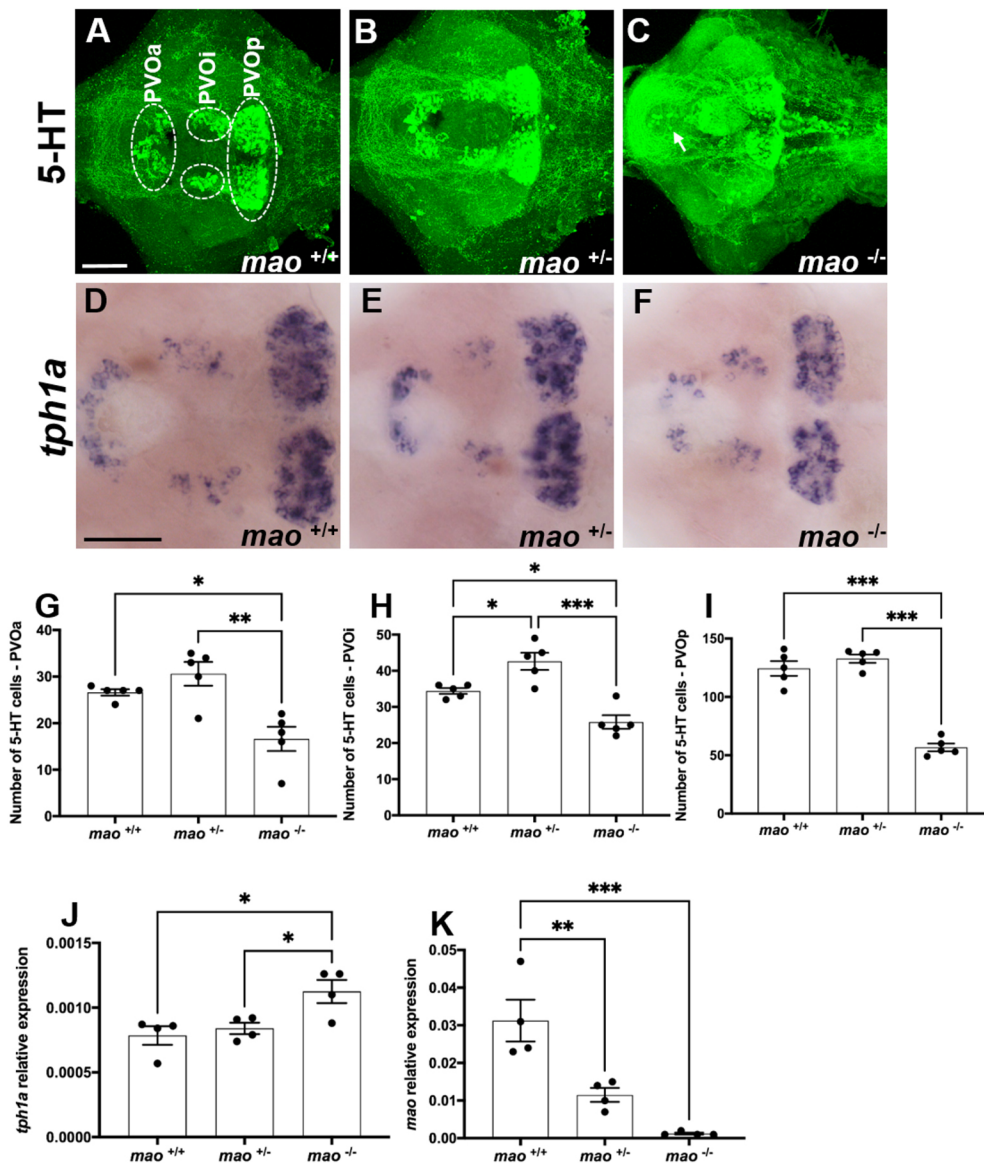 A
B
C
PVOa
PVOi
PVOp
5-HT
mao +/+
mao +/-
mao -/-
D
E
F
tph1a
mao +/+
mao +/-
mao -/-
G
*
**
Number of 5-HT cells - PVOa
40
30
20
10
0
mao +/+
mao +/-
mao -/-
H
*
*
***
Number of 5-HT cells - PVOi
50
40
30
20
10
0
mao +/+
mao +/-
mao -/-
I
***
***
Number of 5-HT cells - PVOp
150
100
50
0
mao +/+
mao +/-
mao -/-
J
*
*
tph1a relative expression
0.0015
0.0010
0.0005
0.0000
mao +/+
mao +/-
mao -/-
K
***
**
mao relative expression
0.05
0.04
0.03
0.02
0.01
0.00
mao +/+
mao +/-
mao -/-